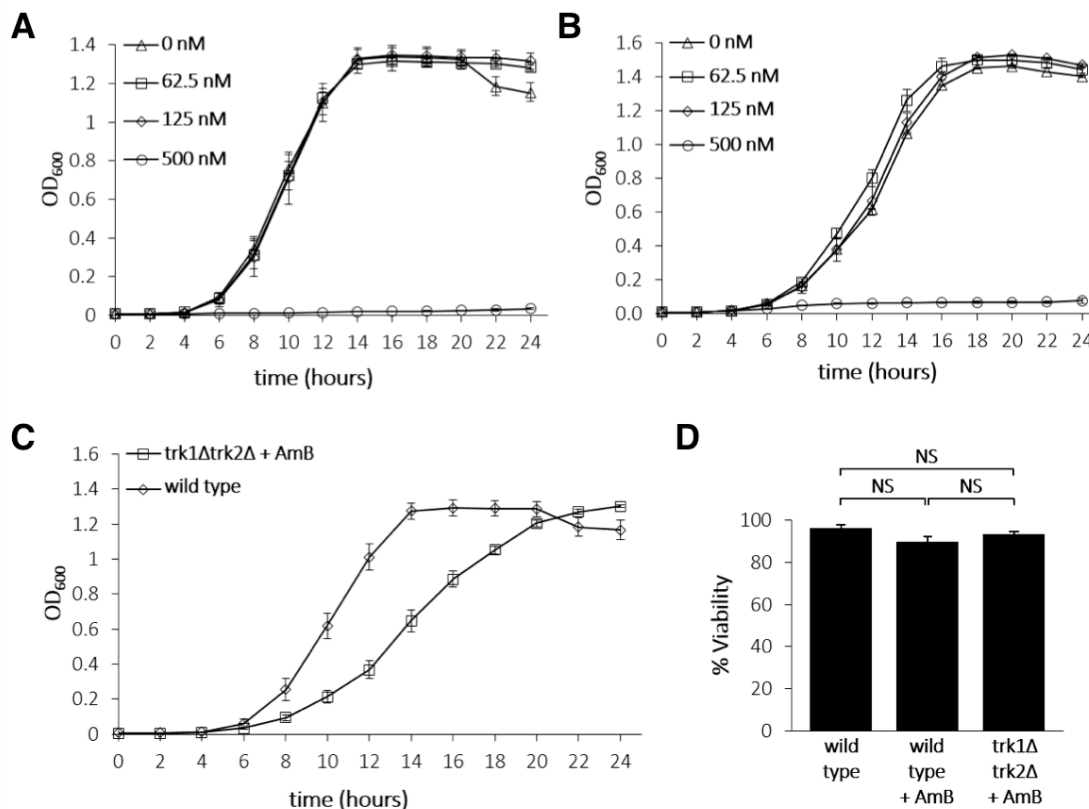 A
0 nM
62.5 nM
125 nM
500 nM
OD600
1.4
1.2
1
0.8
0.6
0.4
0.2
0
0 2 4 6 8 10 12 14 16 18 20 22 24
time (hours)
B
0 nM
62.5 nM
125 nM
500 nM
OD600
1.6
1.4
1.2
1.0
0.8
0.6
0.4
0.2
0.0
0 2 4 6 8 10 12 14 16 18 20 22 24
time (hours)
C
trk1Δtrk2Δ + AmB
wild type
OD600
1.6
1.4
1.2
1
0.8
0.6
0.4
0.2
0
0 2 4 6 8 10 12 14 16 18 20 22 24
time (hours)
D
NS
NS NS
% Viability
100
80
60
40
20
0
wild type
wild type + AmB
trk1Δ trk2Δ + AmB